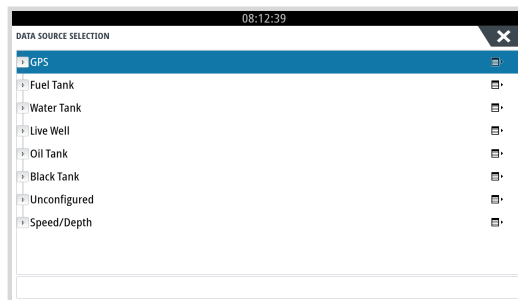 08:12:39
DATA SOURCE SELECTION
GPS
Fuel Tank
Water Tank
Live Well
Oil Tank
Black Tank
Unconfigured
Speed/Depth